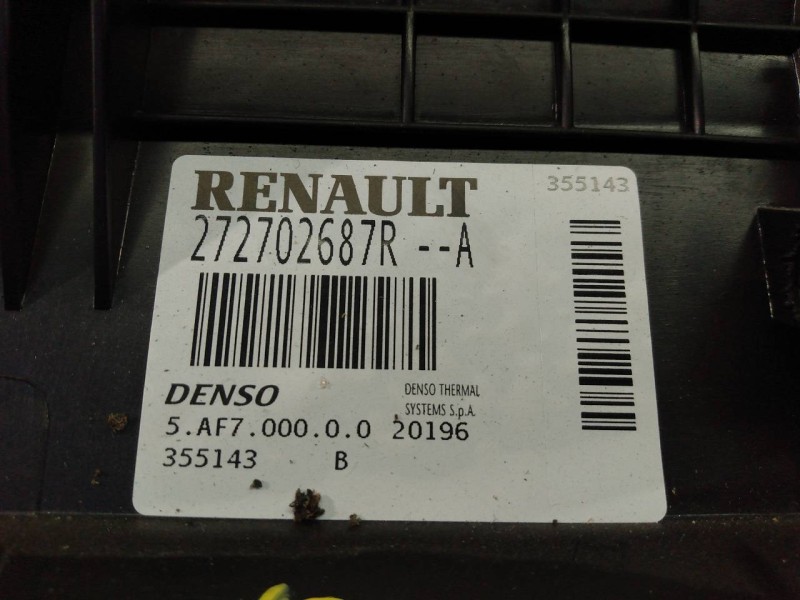 RENAULT
355143
272702687R --A
DENSO
DENSO THERMAL
SYSTEMS S.p.A.
5.AF7.000.0.0 20196
355143 B